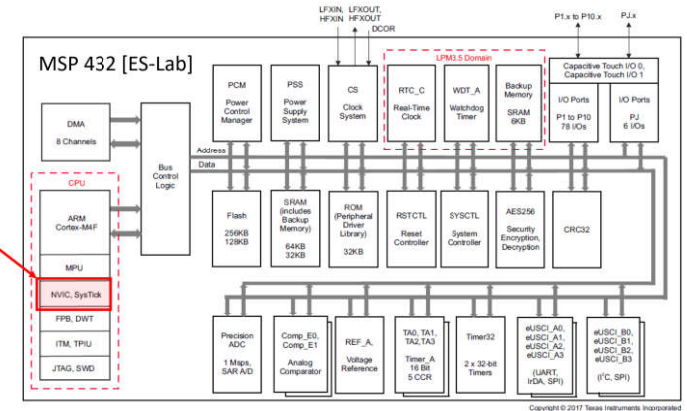 LFXIN, LFXOUT,
HFXIN HFXOUT
DCOR
P1.x to P10.x
PJ.x
MSP 432 [ES-Lab]
LPM3.5 Domain
DMA
8 Channels
Bus
Control
Logic
Address
Data
PCM
Power
Control
Manager
PSS
Power
Supply
System
CS
Clock
System
RTC_C
Real-Time
Clock
WDT_A
Watchdog
Timer
Backup
Memory
SRAM
6KB
Capacitive Touch I/O 0,
Capacitive Touch I/O 1
I/O Ports
P1 to P10
78 I/Os
I/O Ports
PJ
6 I/Os
CPU
ARM
Cortex-M4F
MPU
NVIC, SysTick
FPB, DWT
ITM, TPIU
JTAG, SWD
Flash
256KB
128KB
SRAM
(includes
Backup
Memory)
64KB
32KB
ROM
(Peripheral
Driver
Library)
32KB
RSTCTL
Reset
Controller
SYSCTL
System
Controller
AES256
Security
Encryption,
Decryption
CRC32
Precision
ADC
1 Msps,
SAR A/D
Comp_E0,
Comp_E1
Analog
Comparator
REF_A,
Voltage
Reference
TA0, TA1,
TA2,TA3
Timer_A
16 Bit
5 CCR
Timer32
2 x 32-bit
Timers
eUSCI_A0,
eUSCI_A1,
eUSCI_A2,
eUSCI_A3
(UART,
IrDA, SPI)
eUSCI_B0,
eUSCI_B1,
eUSCI_B2,
eUSCI_B3
(I²C, SPI)
Copyright © 2017 Texas Instruments Incorporated